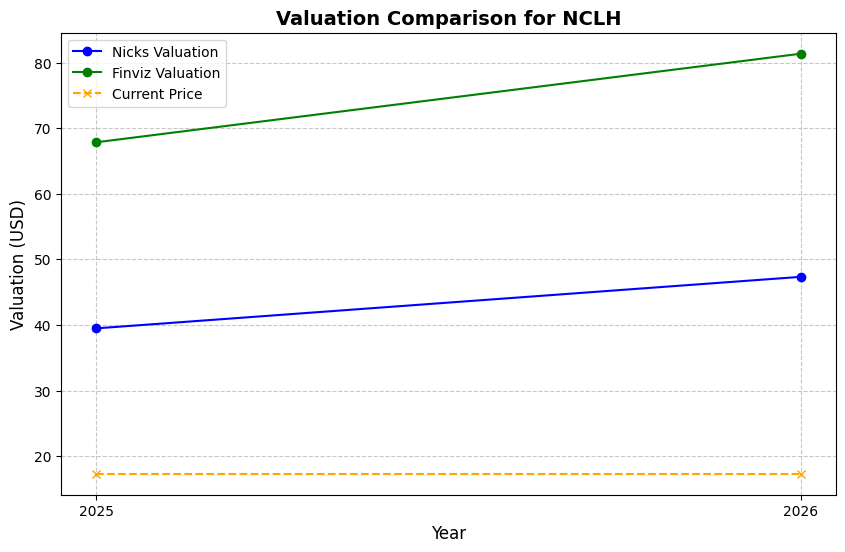 Valuation Comparison for NCLH
Nicks Valuation
Finviz Valuation
Current Price
Valuation (USD)
80
70
60
50
40
30
20
2025
2026
Year